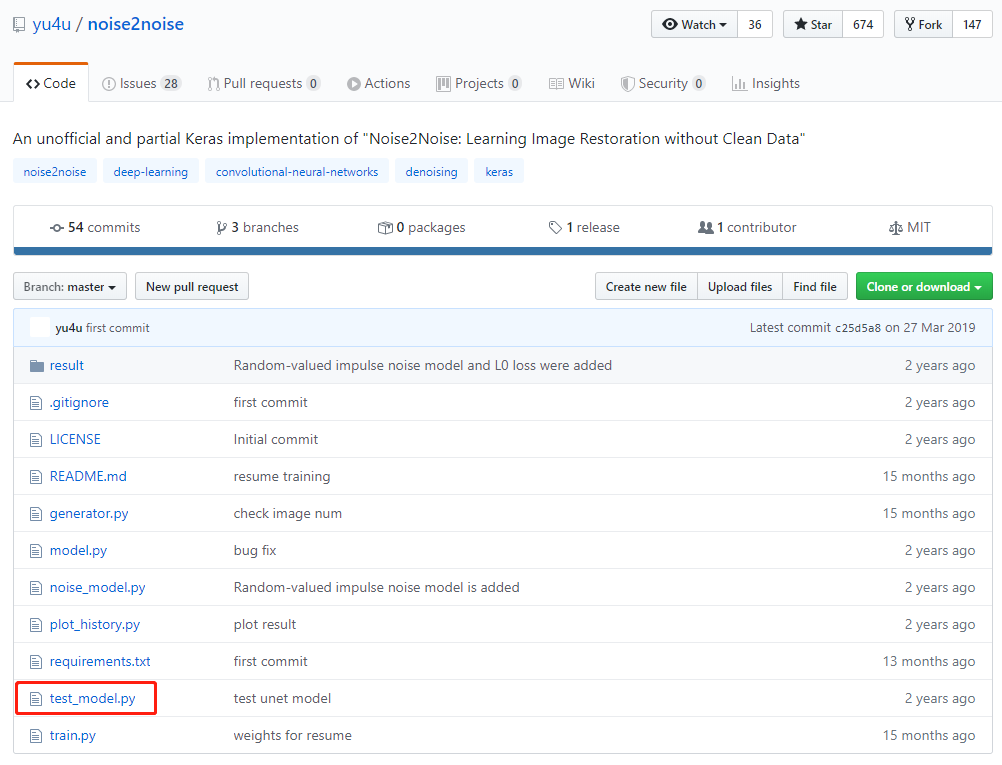 yu4u / noise2noise Watch 36 Star 674 Fork 147
Code Issues 28 Pull requests 0 Actions Projects 0 Wiki Security 0 Insights
An unofficial and partial Keras implementation of "Noise2Noise: Learning Image Restoration without Clean Data"
noise2noise deep-learning convolutional-neural-networks denoising keras
54 commits 3 branches 0 packages 1 release 1 contributor MIT
Branch: master New pull request Create new file Upload files Find file Clone or download
yu4u first commit Latest commit c25d5a8 on 27 Mar 2019
result Random-valued impulse noise model and L0 loss were added 2 years ago
.gitignore first commit 2 years ago
LICENSE Initial commit 2 years ago
README.md resume training 15 months ago
generator.py check image num 15 months ago
model.py bug fix 2 years ago
noise_model.py Random-valued impulse noise model is added 2 years ago
plot_history.py plot result 2 years ago
requirements.txt first commit 13 months ago
test_model.py test unet model 2 years ago
train.py weights for resume 15 months ago